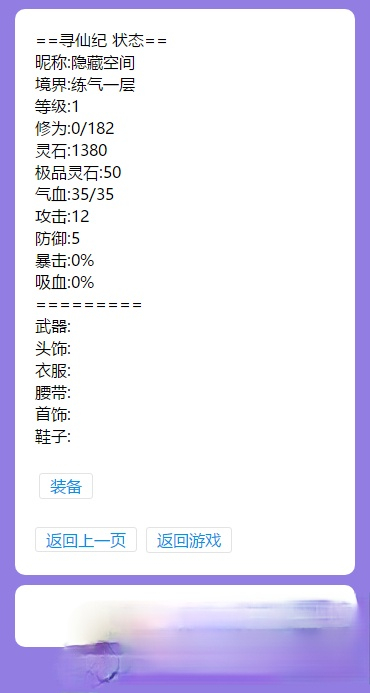 ==寻仙纪 状态==
昵称:隐藏空间
境界:练气一层
等级:1
修为:0/182
灵石:1380
极品灵石:50
气血:35/35
攻击:12
防御:5
暴击:0%
吸血:0%
=========
武器:
头饰:
衣服:
腰带:
首饰:
鞋子:
装备
返回上一页 返回游戏